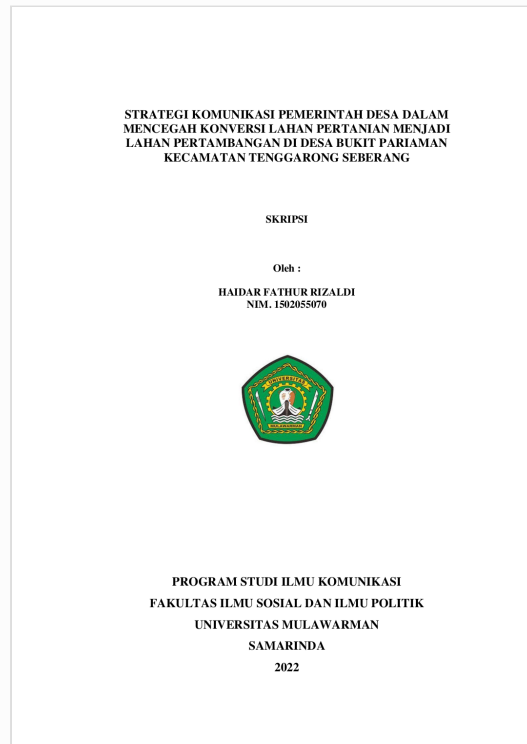 STRATEGI KOMUNIKASI PEMERINTAH DESA DALAM
MENCEGAH KONVERSI LAHAN PERTANIAN MENJADI
LAHAN PERTAMBANGAN DI DESA BUKIT PARIAMAN
KECAMATAN TENGGARONG SEBERANG
SKRIPSI
Oleh :
HAIDAR FATHUR RIZALDI
NIM. 1502055070
UNIVERSITAS
MULAWARMAN
PROGRAM STUDI ILMU KOMUNIKASI
FAKULTAS ILMU SOSIAL DAN ILMU POLITIK
UNIVERSITAS MULAWARMAN
SAMARINDA
2022